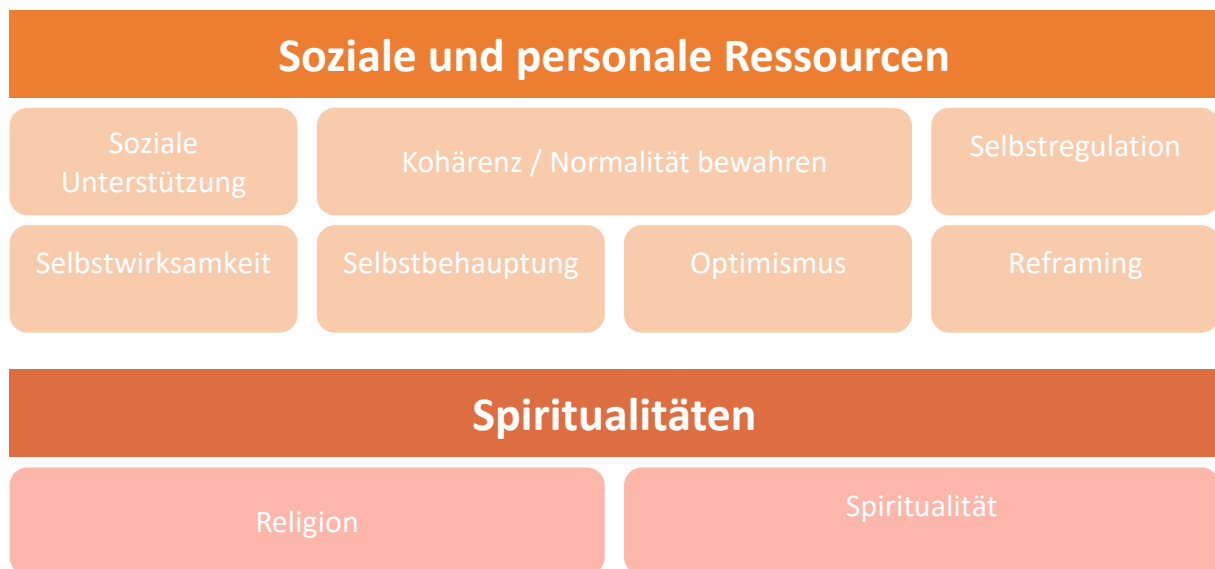 Soziale und personale Ressourcen
Soziale
Unterstützung
Kohärenz / Normalität bewahren
Selbstregulation
Selbstwirksamkeit
Selbstbehauptung
Optimismus
Reframing
Spiritualitäten
Religion
Spiritualität